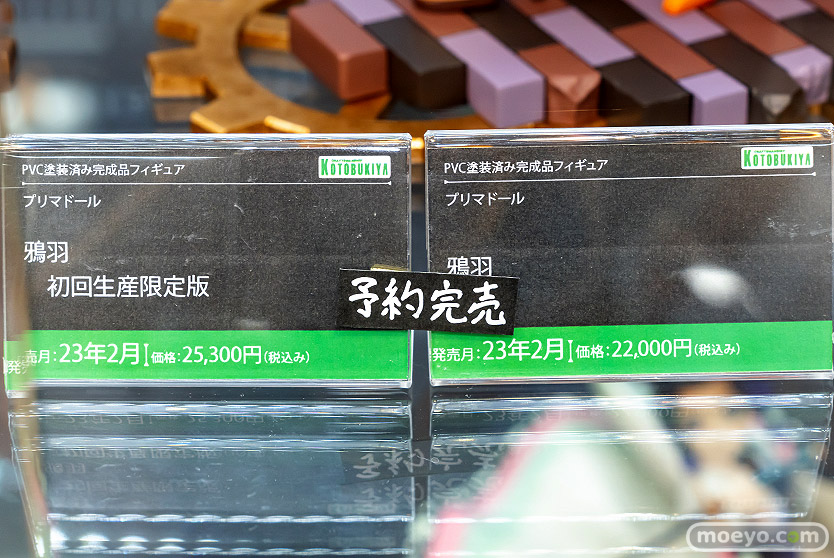 PVC塗装済み完成品フィギュア
KOTOBUKIYA
プリマドール
鴉羽
初回生産限定版
発売月:23年2月 価格:25,300円(税込み)
PVC塗装済み完成品フィギュア
KOTOBUKIYA
プリマドール
鴉羽
発売月:23年2月 価格:22,000円(税込み)
予約完売
moeyo.com